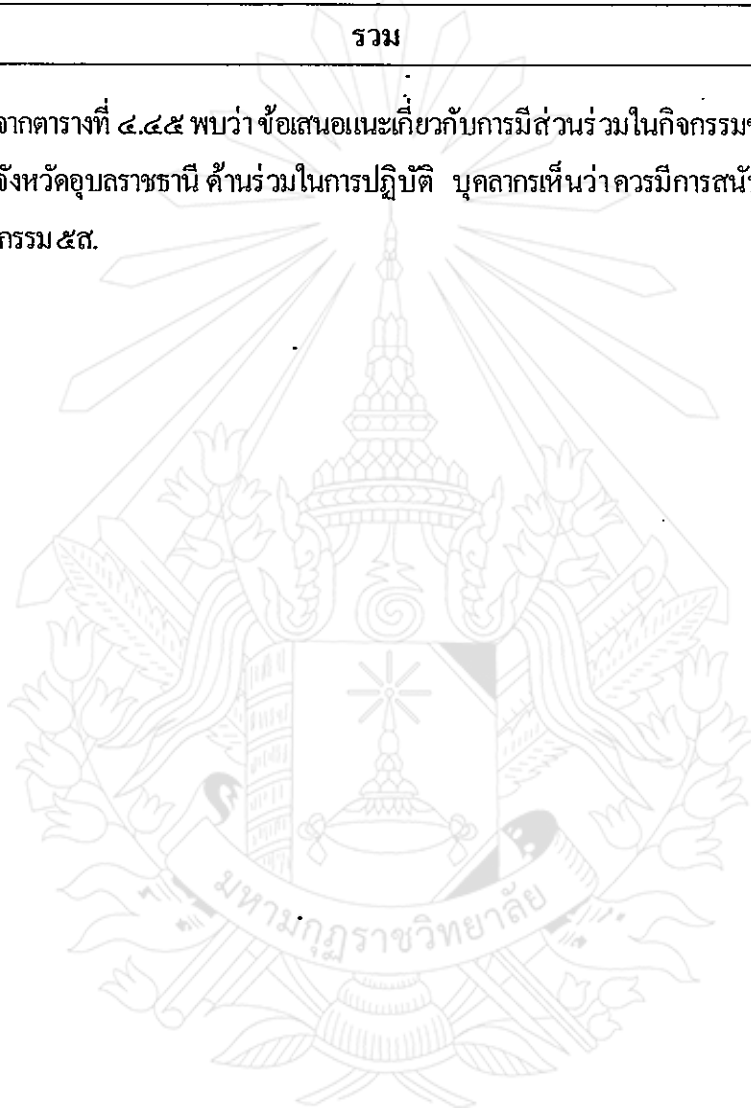 รวม
จากตารางที่ ๔.๔๕ พบว่า ข้อเสนอแนะเกี่ยวกับการมีส่วนร่วมในกิจกรรม
จังหวัดอุบลราชธานี ด้านร่วมในการปฏิบัติ บุคลากรเห็นว่า ควรมีการสนับ
กรรม ๕ส.
มหามกุฏราชวิทยาลัย